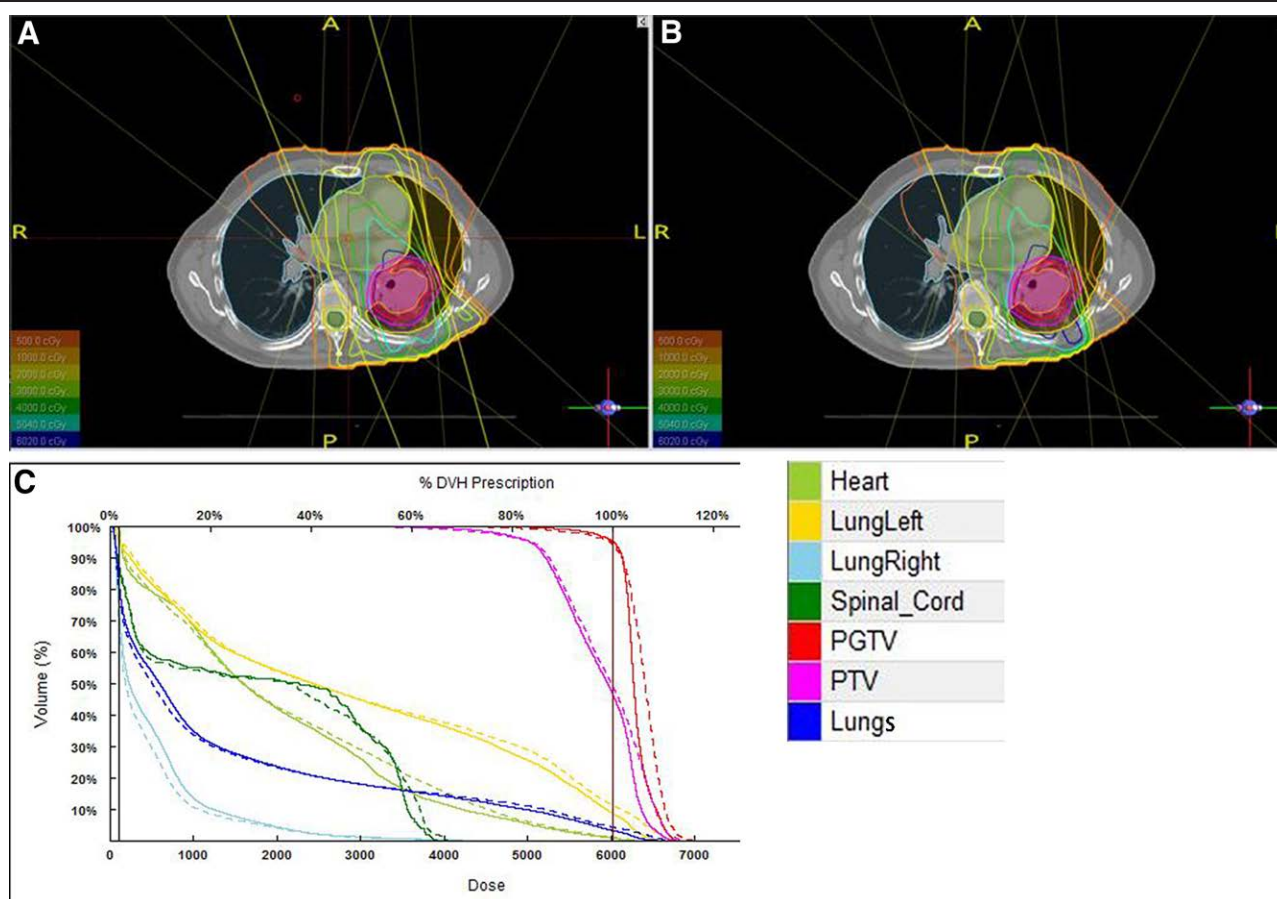 A
A
R
L
P
500.0 cGy
1000.0 cGy
2000.0 cGy
3000.0 cGy
4000.0 cGy
5040.0 cGy
6020.0 cGy
B
A
R
P
500.0 cGy
1000.0 cGy
2000.0 cGy
3000.0 cGy
4000.0 cGy
5040.0 cGy
6020.0 cGy
C
% DVH Prescription
0% 20% 40% 60% 80% 100% 120%
Volume (%)
100%
90%
80%
70%
60%
50%
40%
30%
20%
10%
0 1000 2000 3000 4000 5000 6000 7000
Dose
Heart
LungLeft
LungRight
Spinal_Cord
PGTV
PTV
Lungs